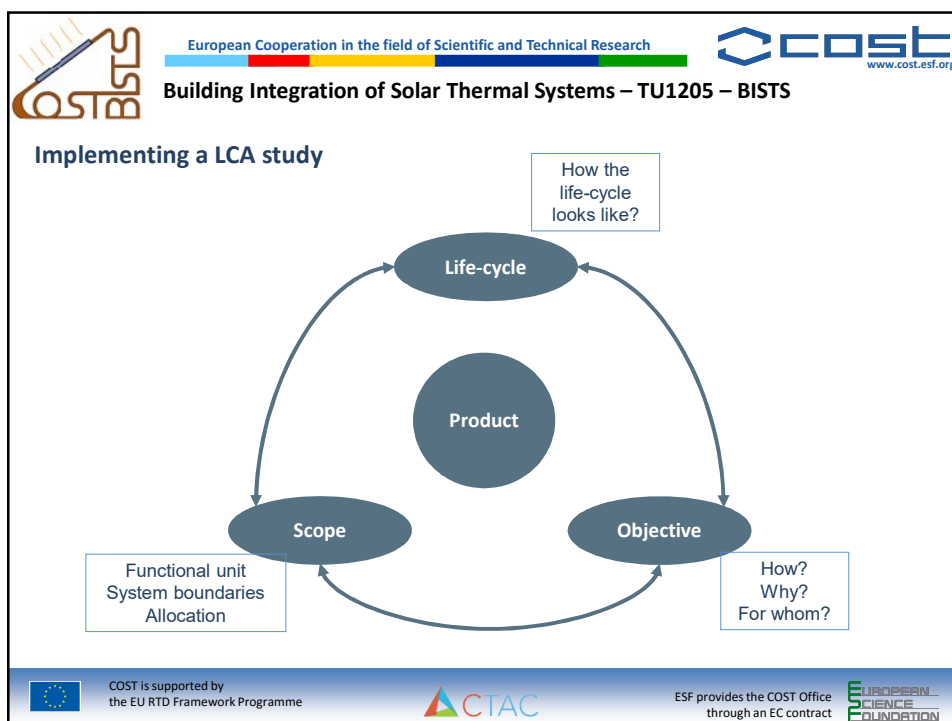 European Cooperation in the field of Scientific and Technical Research
cost
www.cost.esf.org
COST BISTS
Building Integration of Solar Thermal Systems – TU1205 – BISTS
Implementing a LCA study
How the
life-cycle
looks like?
Life-cycle
Product
Scope
Objective
Functional unit
System boundaries
Allocation
How?
Why?
For whom?
COST is supported by
the EU RTD Framework Programme
CTAC
ESF provides the COST Office
through an EC contract
EUROPEAN
SCIENCE
FOUNDATION